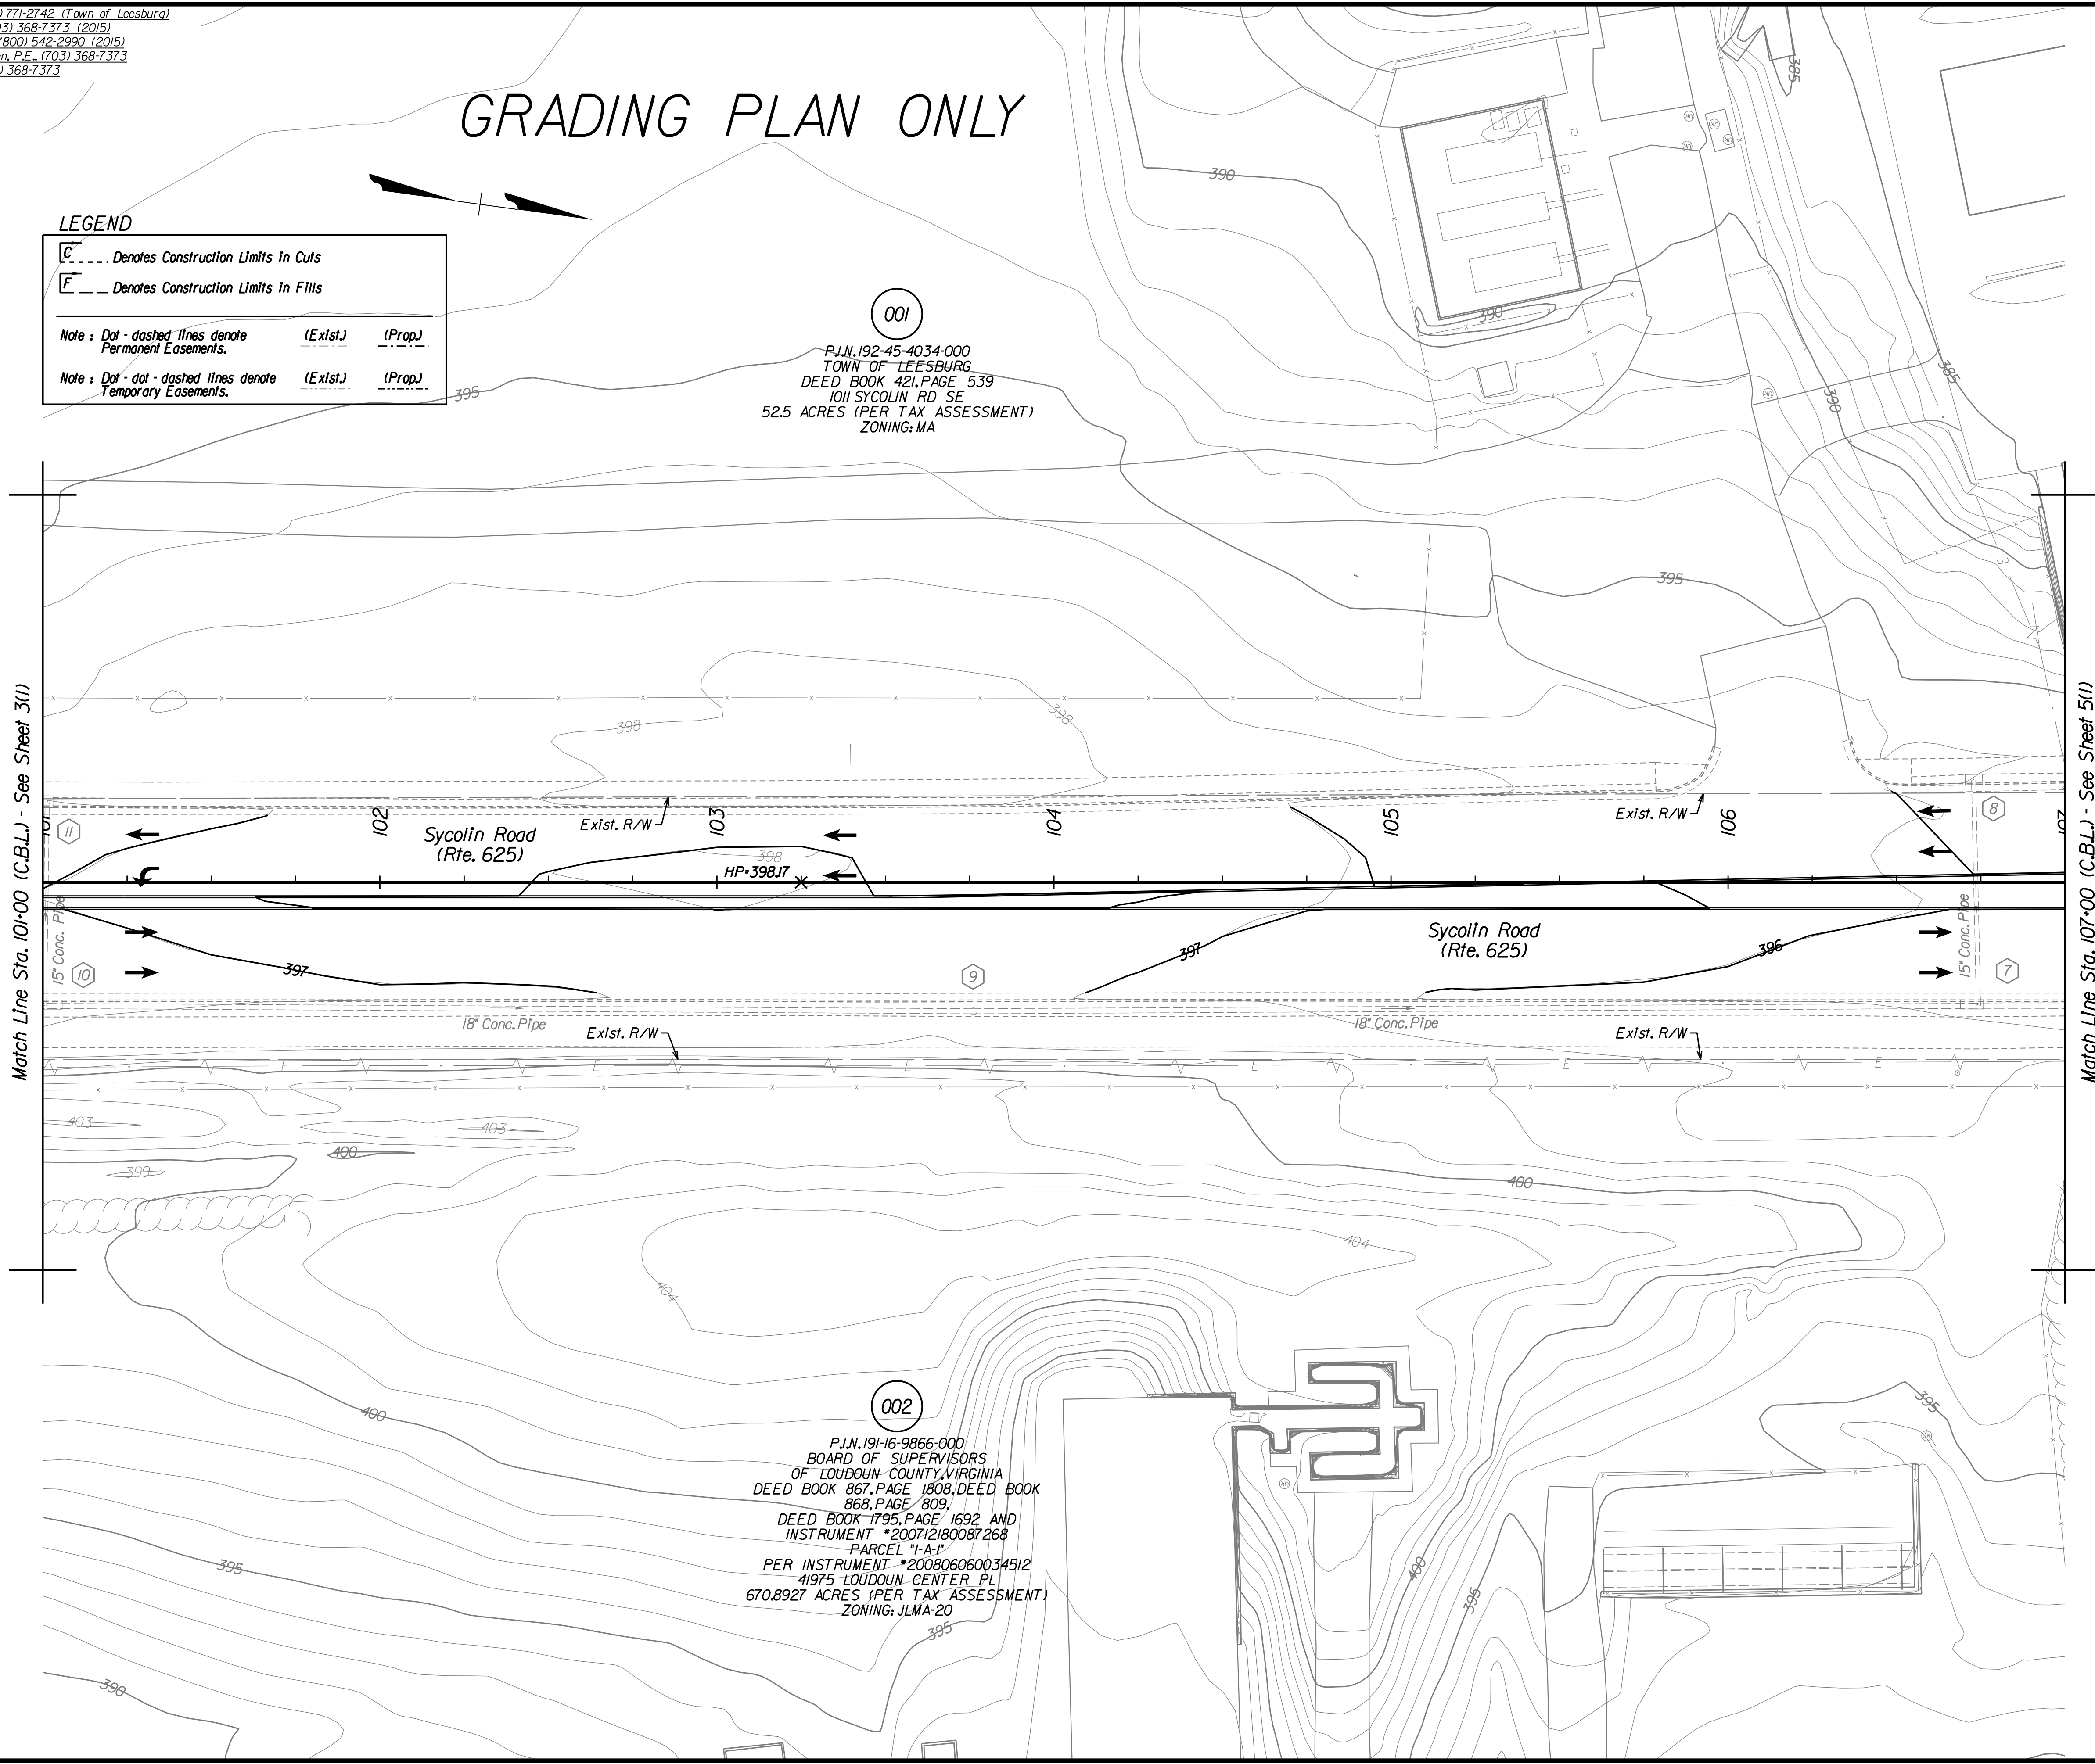 771-2742 (Town of Leesburg)
368-7373 (2015)
(800) 542-2990 (2015)
P.E., (703) 368-7373
368-7373
GRADING PLAN ONLY
LEGEND
C Denotes Construction Limits in Cuts
F Denotes Construction Limits in Fills
Note : Dot - dashed lines denote (Exist.) (Prop.)
Permanent Easements.
Note : Dot - dot - dashed lines denote (Exist.) (Prop.)
Temporary Easements.
001
P.I.N. 192-45-4034-000
TOWN OF LEESBURG
DEED BOOK 421, PAGE 539
1011 SYCOLIN RD SE
52.5 ACRES (PER TAX ASSESSMENT)
ZONING: MA
385
390
390
390
385
395
395
398
398
Match Line Sta. 101+00 (C.B.L.) - See Sheet 3(1)
Match Line Sta. 107+00 (C.B.L.) - See Sheet 5(1)
101
102
103
104
105
106
107
11
8
Exist. R/W
Exist. R/W
Sycolin Road
(Rte. 625)
398
HP=398.17
15" Conc. Pipe
10
397
9
397
Sycolin Road
(Rte. 625)
396
15" Conc. Pipe
7
18" Conc. Pipe
18" Conc. Pipe
Exist. R/W
Exist. R/W
E E E E E E
403
403
400
399
400
404
404
400
002
P.I.N. 191-16-9866-000
BOARD OF SUPERVISORS
OF LOUDOUN COUNTY, VIRGINIA
DEED BOOK 867, PAGE 1808, DEED BOOK
868, PAGE 809,
DEED BOOK 1795, PAGE 1692 AND
INSTRUMENT #200712180087268
PARCEL "1-A-1"
PER INSTRUMENT #200806060034512
41975 LOUDOUN CENTER PL
670.8927 ACRES (PER TAX ASSESSMENT)
ZONING: JLMA-20
395
395
395
400
395
390